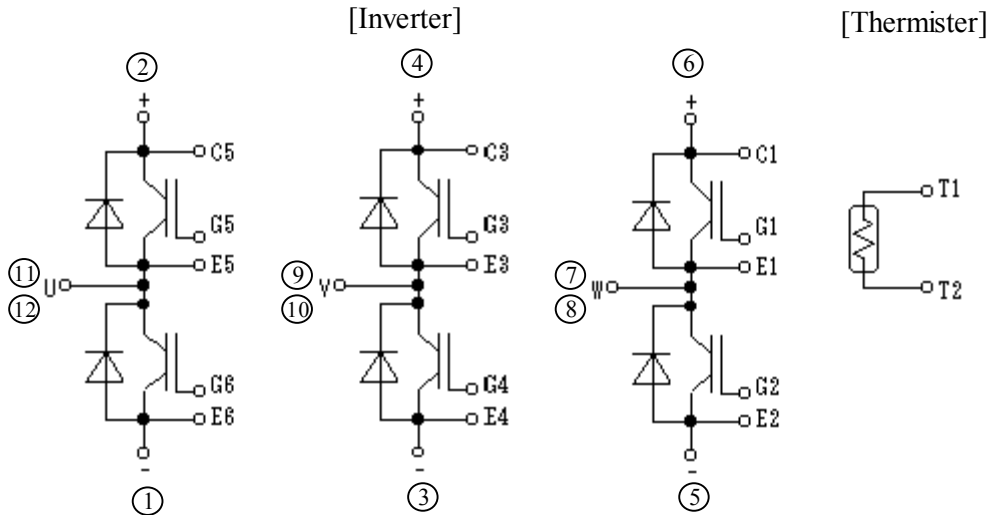 [Inverter] [Thermister]
② ④ ⑥
+ + +
C5 C3 C1
T1
G5 G3 G1
E5 E3 E1
⑪ U ⑨ V ⑦ W T2
⑫ ⑩ ⑧
G6 G4 G2
E6 E4 E2
- - -
① ③ ⑤